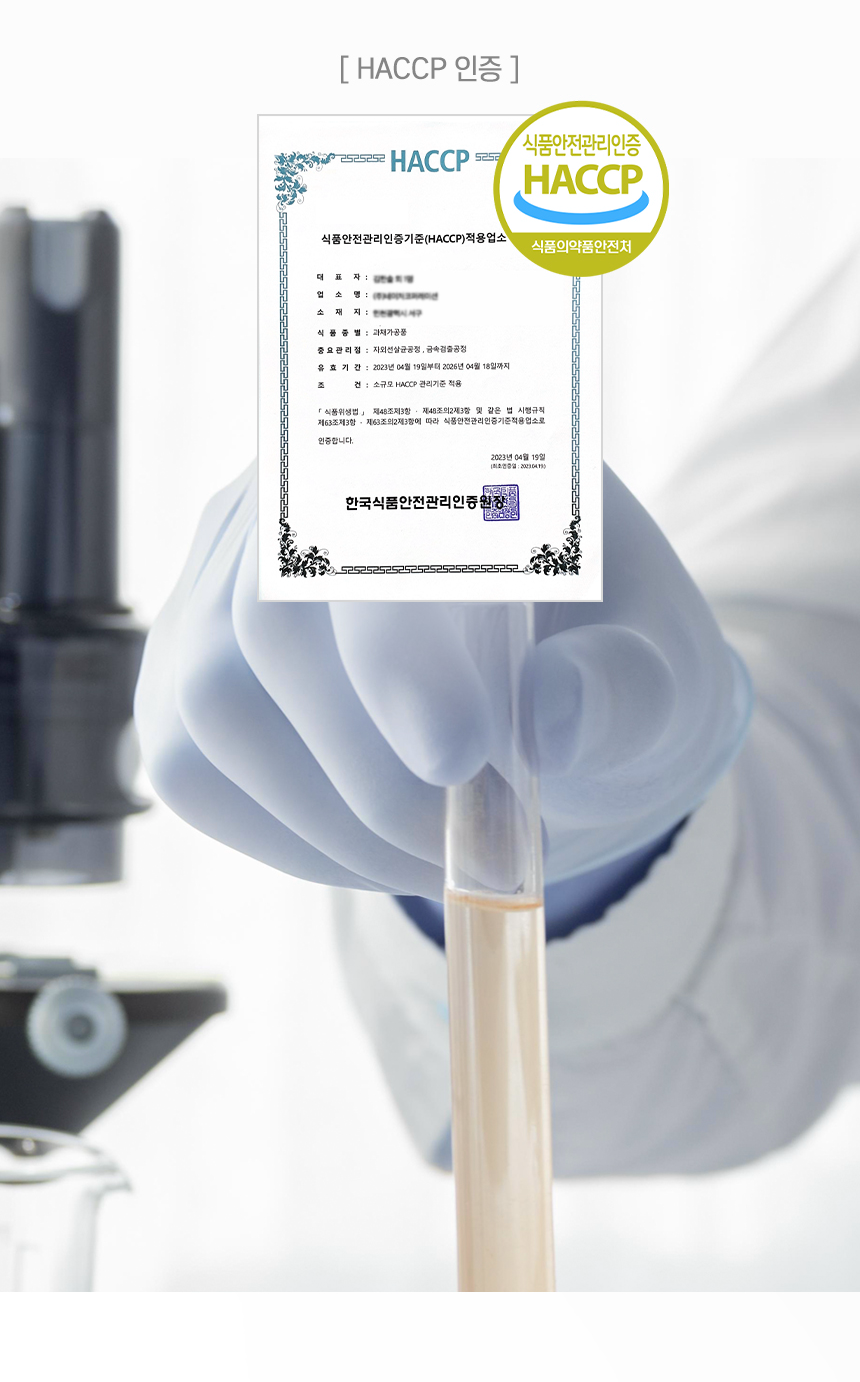 [ HACCP 인증 ]
HACCP
식품안전관리인증
HACCP
식품의약품안전처
식품안전관리인증기준(HACCP)적용업소
대 표 자 :
업 소 명 :
소 재 지 :
식 품 종 별 : 과채가공품
중 요 관 리 점 : 자외선살균공정 , 금속검출공정
유 효 기 간 : 2023년 04월 19일부터 2026년 04월 18일까지
조 건 : 소규모 HACCP 관리기준 적용
「식품위생법」 제48조제3항 · 제48조의2제3항 및 같은 법 시행규칙
제63조제3항 · 제63조의2제3항에 따라 식품안전관리인증기준적용업소로
인증합니다.
2023년 04월 19일
(최초인증일 : 2023.04.19.)
한국식품안전관리인증원장